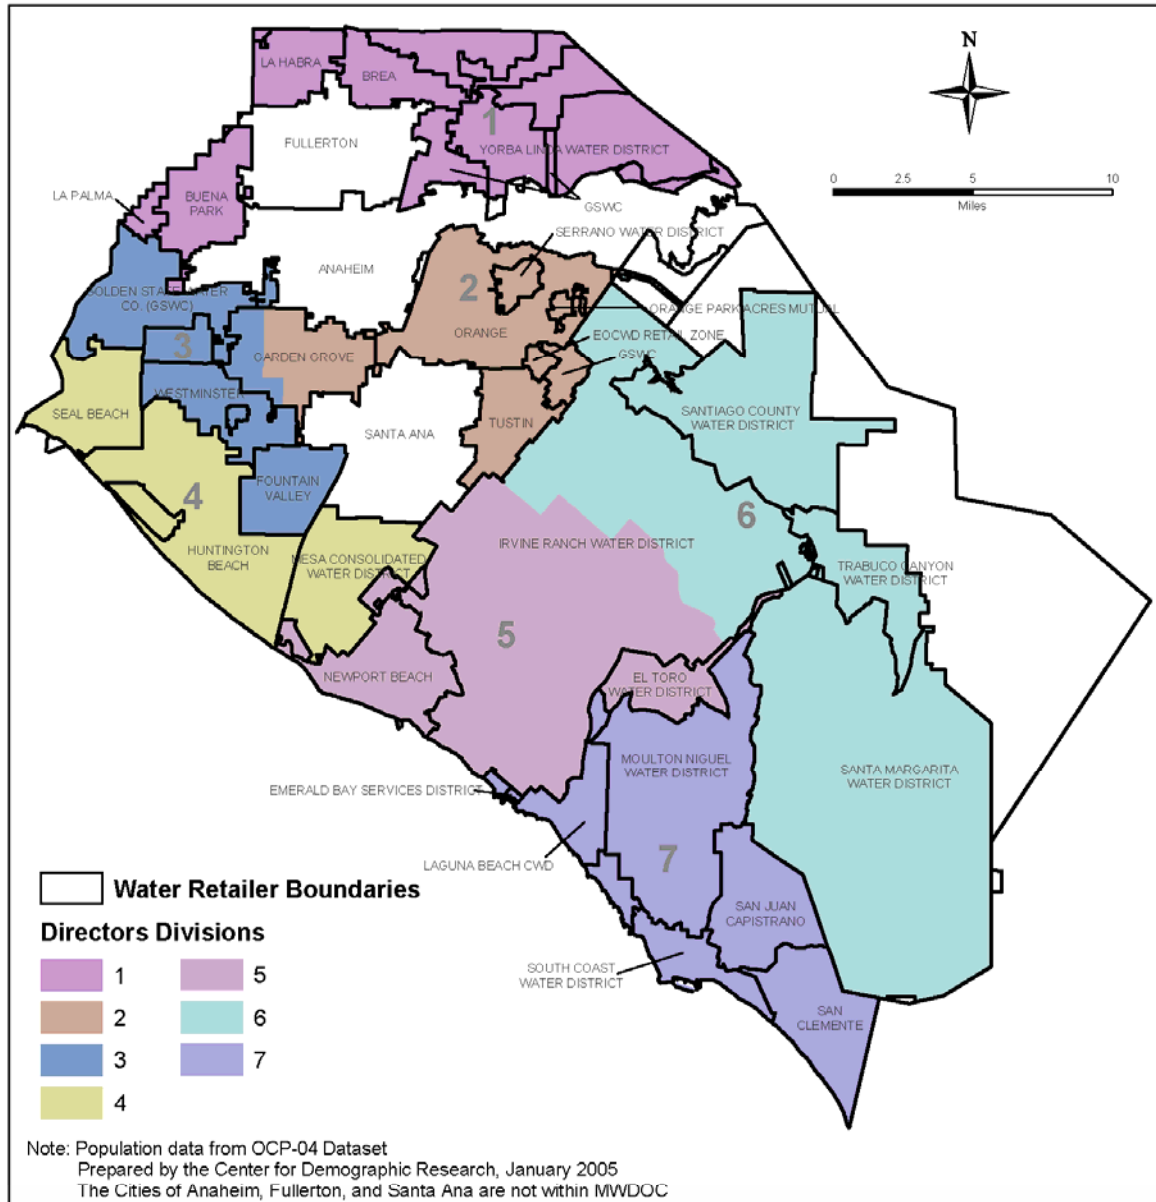 N
0 2.5 5 10
Miles
LA HABRA
BREA
1
FULLERTON
YORBA LINDA WATER DISTRICT
LA PALMA
BUENA
PARK
GSWC
SERRANO WATER DISTRICT
ANAHEIM
2
GOLDEN STATE WATER
CO. (GSWC)
ORANGE PARK ACRES MUTUAL
ORANGE
EOCWD RETAIL ZONE
3
GARDEN GROVE
GSWC
WESTMINSTER
SEAL BEACH
SANTIAGO COUNTY
WATER DISTRICT
TUSTIN
SANTA ANA
FOUNTAIN
VALLEY
4
6
IRVINE RANCH WATER DISTRICT
HUNTINGTON
BEACH
MESA CONSOLIDATED
WATER DISTRICT
TRABUCO CANYON
WATER DISTRICT
5
NEWPORT BEACH
EL TORO
WATER DISTRICT
MOULTON NIGUEL
WATER DISTRICT
SANTA MARGARITA
WATER DISTRICT
EMERALD BAY SERVICES DISTRICT
LAGUNA BEACH CWD
7
SAN JUAN
CAPISTRANO
SOUTH COAST
WATER DISTRICT
SAN
CLEMENTE
Water Retailer Boundaries
Directors Divisions
1 5
2 6
3 7
4
Note: Population data from OCP-04 Dataset
Prepared by the Center for Demographic Research, January 2005
The Cities of Anaheim, Fullerton, and Santa Ana are not within MWDOC